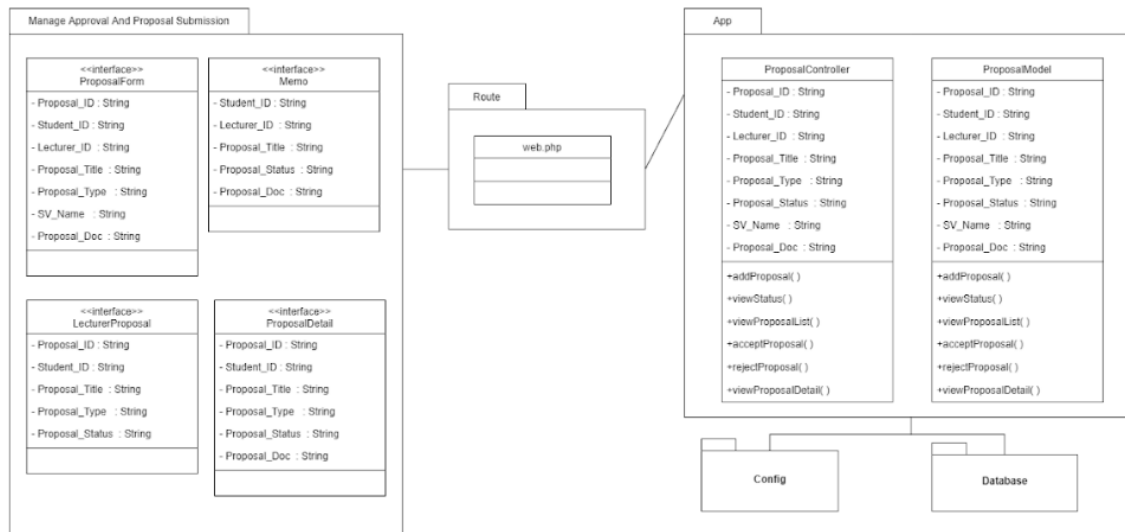 Manage Approval And Proposal Submission
<<interface>>
ProposalForm
- Proposal_ID : String
- Student_ID : String
- Lecturer_ID : String
- Proposal_Title : String
- Proposal_Type : String
- SV_Name : String
- Proposal_Doc : String
<<interface>>
Memo
- Student_ID : String
- Lecturer_ID : String
- Proposal_Title : String
- Proposal_Status : String
- Proposal_Doc : String
<<interface>>
LecturerProposal
- Proposal_ID : String
- Student_ID : String
- Proposal_Title : String
- Proposal_Type : String
- Proposal_Status : String
<<interface>>
ProposalDetail
- Proposal_ID : String
- Student_ID : String
- Proposal_Title : String
- Proposal_Type : String
- Proposal_Status : String
- Proposal_Doc : String
Route
web.php
App
ProposalController
- Proposal_ID : String
- Student_ID : String
- Lecturer_ID : String
- Proposal_Title : String
- Proposal_Type : String
- Proposal_Status : String
- SV_Name : String
- Proposal_Doc : String
+addProposal( )
+viewStatus( )
+viewProposalList( )
+acceptProposal( )
+rejectProposal( )
+viewProposalDetail( )
ProposalModel
- Proposal_ID : String
- Student_ID : String
- Lecturer_ID : String
- Proposal_Title : String
- Proposal_Type : String
- Proposal_Status : String
- SV_Name : String
- Proposal_Doc : String
+addProposal( )
+viewStatus( )
+viewProposalList( )
+acceptProposal( )
+rejectProposal( )
+viewProposalDetail( )
Config
Database